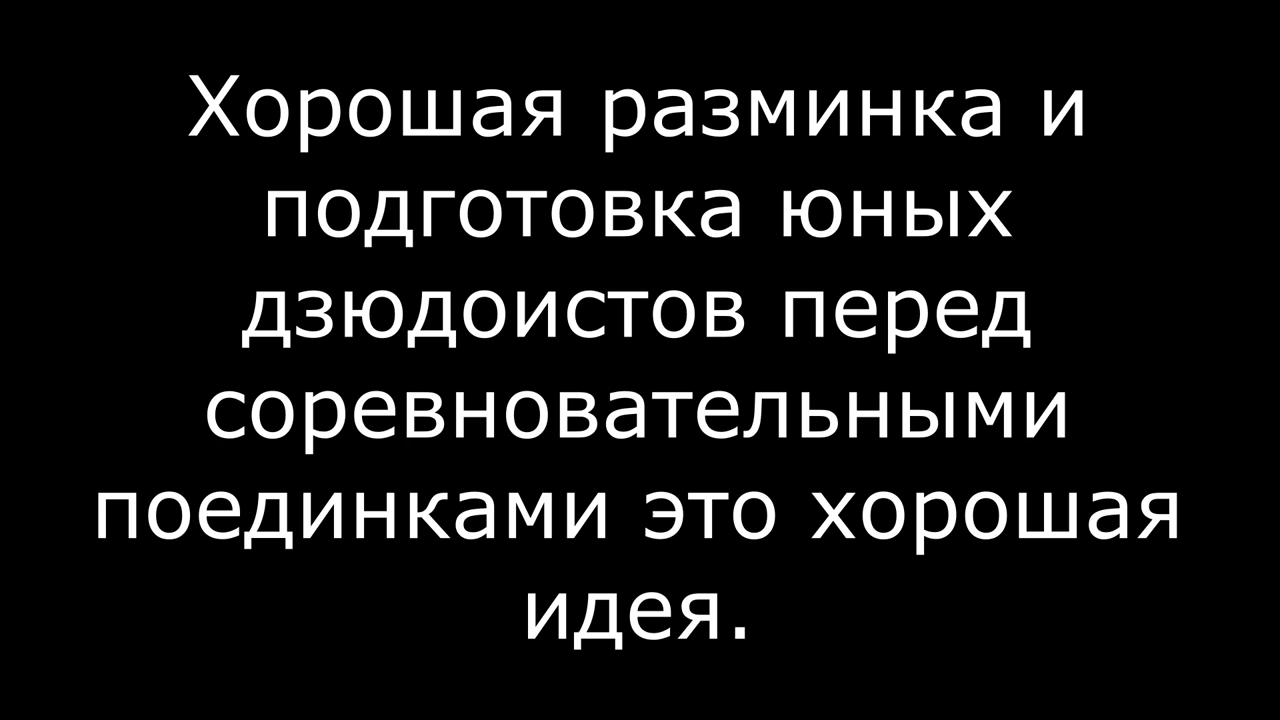 Хорошая разминка и
подготовка юных
дзюдоистов перед
соревновательными
поединками это хорошая
идея.